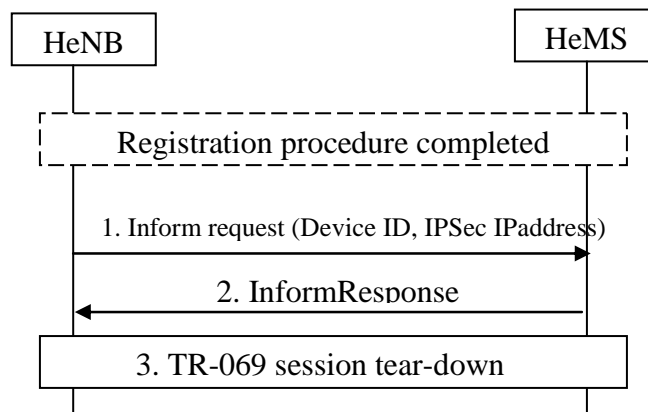 HeNB
HeMS
Registration procedure completed
1. Inform request (Device ID, IPSec IPaddress)
2. InformResponse
3. TR-069 session tear-down